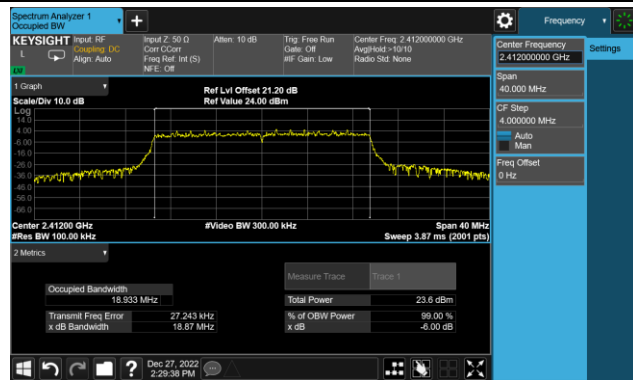 Spectrum Analyzer 1
Occupied BW
Frequency
KEYSIGHT
L
Input: RF
Coupling: DC
Align: Auto
Input Z: 50 Ω
Corr CCorr
Freq Ref: Int (S)
NFE: Off
Atten: 10 dB
Trig: Free Run
Gate: Off
#IF Gain: Low
Center Freq: 2.412000000 GHz
Avg|Hold:>10/10
Radio Std: None
Center Frequency
2.412000000 GHz
Settings
Span
40.000 MHz
CF Step
4.000000 MHz
Auto
Man
Freq Offset
0 Hz
1 Graph
Scale/Div 10.0 dB
Ref Lvl Offset 21.20 dB
Ref Value 24.00 dBm
Log
14.0
4.00
-6.00
-16.0
-26.0
-36.0
-46.0
-56.0
-66.0
Center 2.41200 GHz
#Res BW 100.00 kHz
#Video BW 300.00 kHz
Span 40 MHz
Sweep 3.87 ms (2001 pts)
2 Metrics
Measure Trace
Trace 1
Occupied Bandwidth
18.933 MHz
Total Power
23.6 dBm
Transmit Freq Error
27.243 kHz
% of OBW Power
99.00 %
x dB Bandwidth
18.87 MHz
x dB
-6.00 dB
Dec 27, 2022
2:29:38 PM